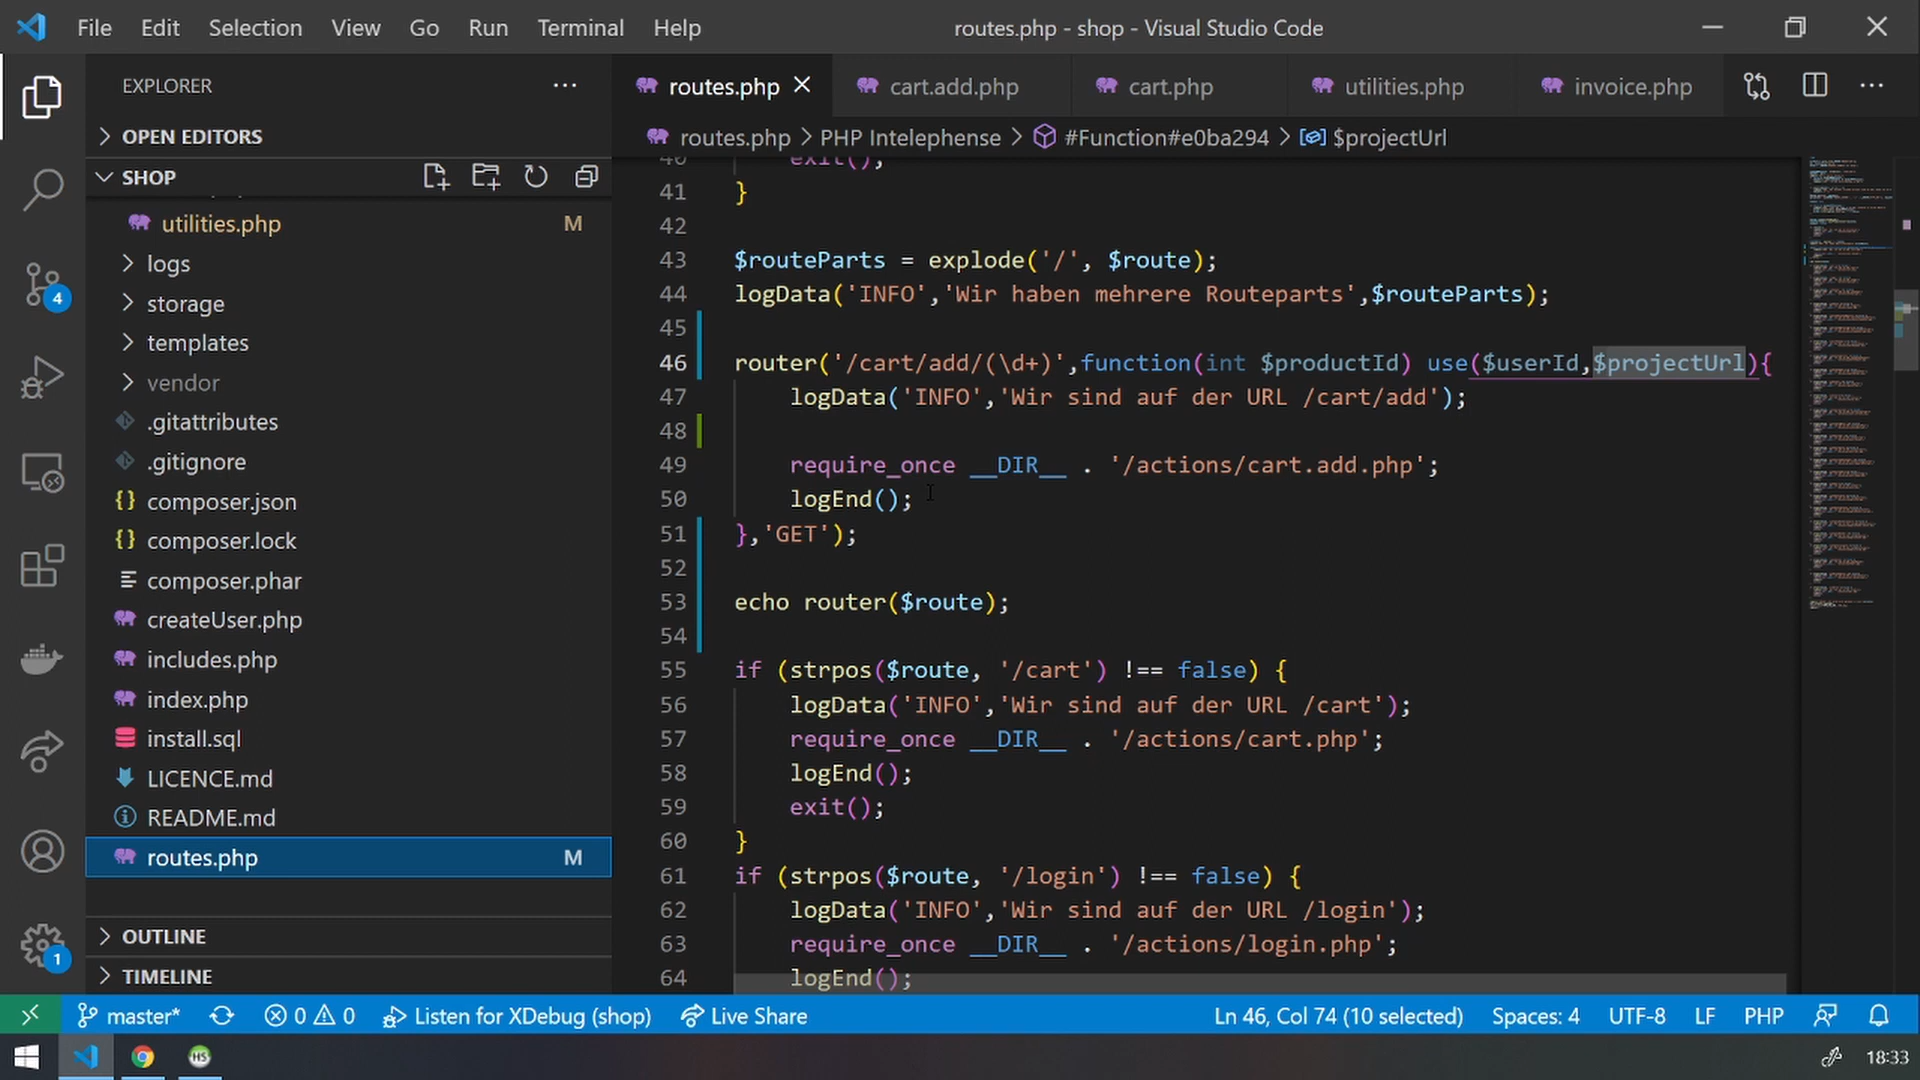 File Edit Selection View Go Run Terminal Help
routes.php - shop - Visual Studio Code
EXPLORER
OPEN EDITORS
SHOP
utilities.php M
logs
storage
templates
vendor
.gitattributes
.gitignore
composer.json
composer.lock
composer.phar
createUser.php
includes.php
index.php
install.sql
LICENCE.md
README.md
routes.php M
OUTLINE
TIMELINE
4
1
routes.php cart.add.php cart.php utilities.php invoice.php
routes.php > PHP Intelephense > #Function#e0ba294 > $projectUrl
40 exit();
41 }
42
43 $routeParts = explode('/', $route);
44 logData('INFO','Wir haben mehrere Routeparts',$routeParts);
45
46 router('/cart/add/(\d+)',function(int $productId) use($userId,$projectUrl){
47 logData('INFO','Wir sind auf der URL /cart/add');
48
49 require_once __DIR__ . '/actions/cart.add.php';
50 logEnd();
51 },'GET');
52
53 echo router($route);
54
55 if (strpos($route, '/cart') !== false) {
56 logData('INFO','Wir sind auf der URL /cart');
57 require_once __DIR__ . '/actions/cart.php';
58 logEnd();
59 exit();
60 }
61 if (strpos($route, '/login') !== false) {
62 logData('INFO','Wir sind auf der URL /login');
63 require_once __DIR__ . '/actions/login.php';
64 logEnd();
master* 0 0 Listen for XDebug (shop) Live Share
Ln 46, Col 74 (10 selected) Spaces: 4 UTF-8 LF PHP
HS
18:33